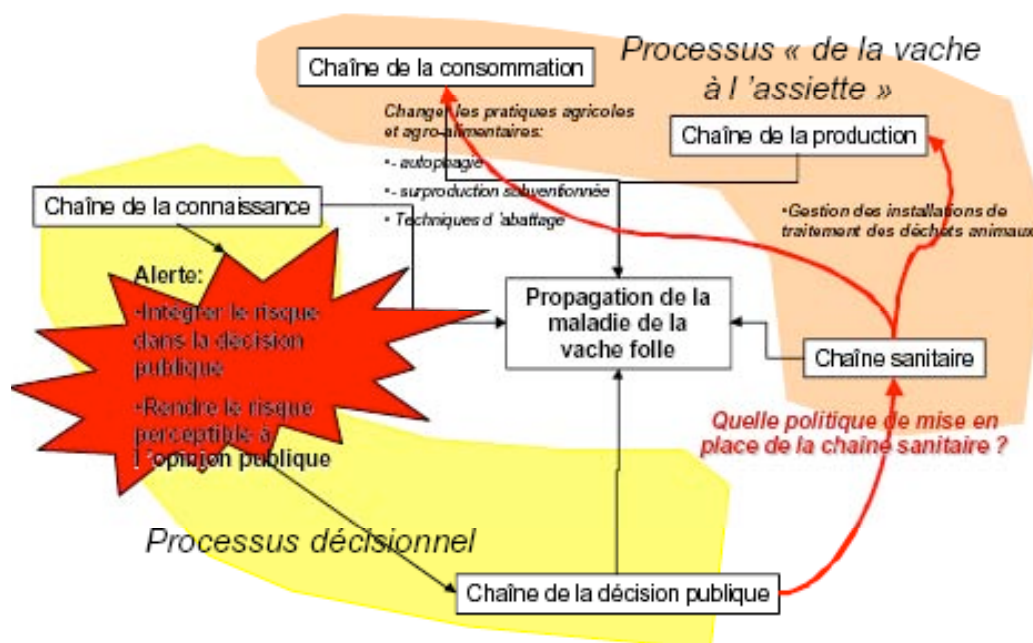 Processus « de la vache
à l 'assiette »
Chaîne de la consommation
Changer les pratiques agricoles
et agro-alimentaires:
•- autophagie
•- surproduction subventionnée
• Techniques d 'abattage
Chaîne de la production
•Gestion des installations de
traitement des déchets animaux
Chaîne de la connaissance
Alerte:
•Intégrer le risque
dans la décision
publique
•Rendre le risque
perceptible à
l 'opinion publique
Propagation de la
maladie de la
vache folle
Chaîne sanitaire
Quelle politique de mise en
place de la chaîne sanitaire ?
Processus décisionnel
Chaîne de la décision publique